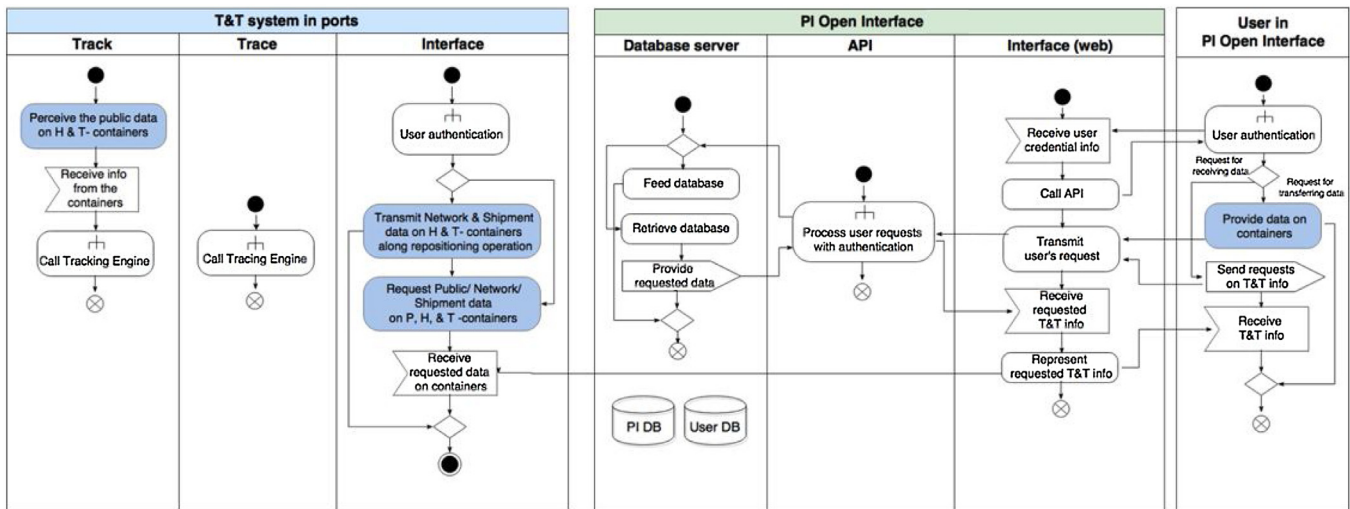 T&T system in ports
Track
Trace
Interface
Perceive the public data
on H & T- containers
Receive info
from the
containers
Call Tracking Engine
Call Tracing Engine
User authentication
Transmit Network & Shipment
data on H & T- containers
along repositioning operation
Request Public/ Network/
Shipment data
on P, H, & T -containers
Receive
requested data
on containers
PI Open Interface
Database server
API
Interface (web)
Feed database
Retrieve database
Provide
requested data
PI DB
User DB
Process user requests
with authentication
Receive user
credential info
Call API
Transmit
user's request
Receive
requested
T&T info
Represent
requested T&T info
User in
PI Open Interface
User authentication
Request for
receiving data
Request for
transferring data
Provide data on
containers
Send requests
on T&T info
Receive
T&T info